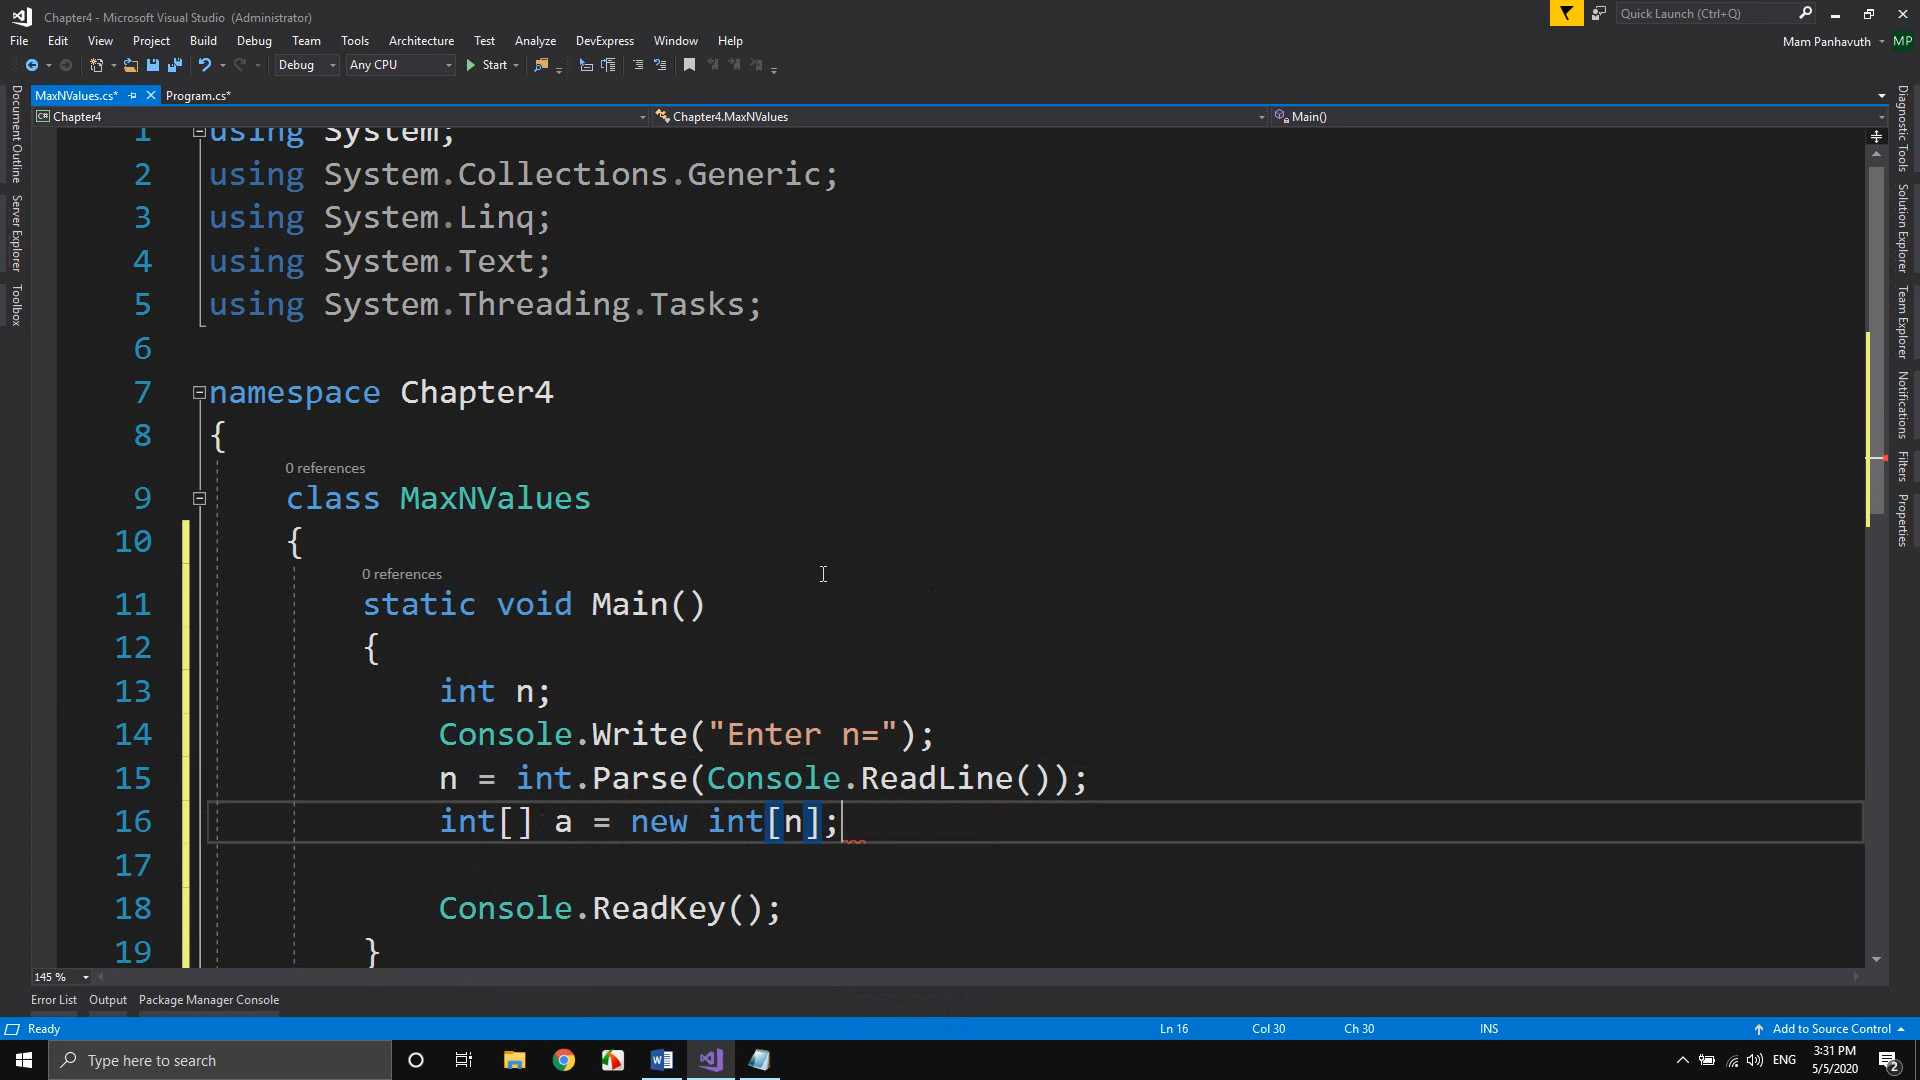 Chapter4 - Microsoft Visual Studio (Administrator)
Quick Launch (Ctrl+Q)
File Edit View Project Build Debug Team Tools Architecture Test Analyze DevExpress Window Help
Mam Panhavuth MP
Debug Any CPU Start
MaxNValues.cs* Program.cs*
Chapter4 Chapter4.MaxNValues Main()
Document Outline
Server Explorer
Toolbox
1 using System;
2 using System.Collections.Generic;
3 using System.Linq;
4 using System.Text;
5 using System.Threading.Tasks;
6
7 namespace Chapter4
8 {
0 references
9 class MaxNValues
10 {
0 references
11 static void Main()
12 {
13 int n;
14 Console.Write("Enter n=");
15 n = int.Parse(Console.ReadLine());
16 int[] a = new int[n];
17
18 Console.ReadKey();
19 }
Diagnostic Tools
Solution Explorer
Team Explorer
Notifications
Filters
Properties
145 %
Error List Output Package Manager Console
Ready Ln 16 Col 30 Ch 30 INS Add to Source Control
Type here to search
ENG
3:31 PM
5/5/2020
2